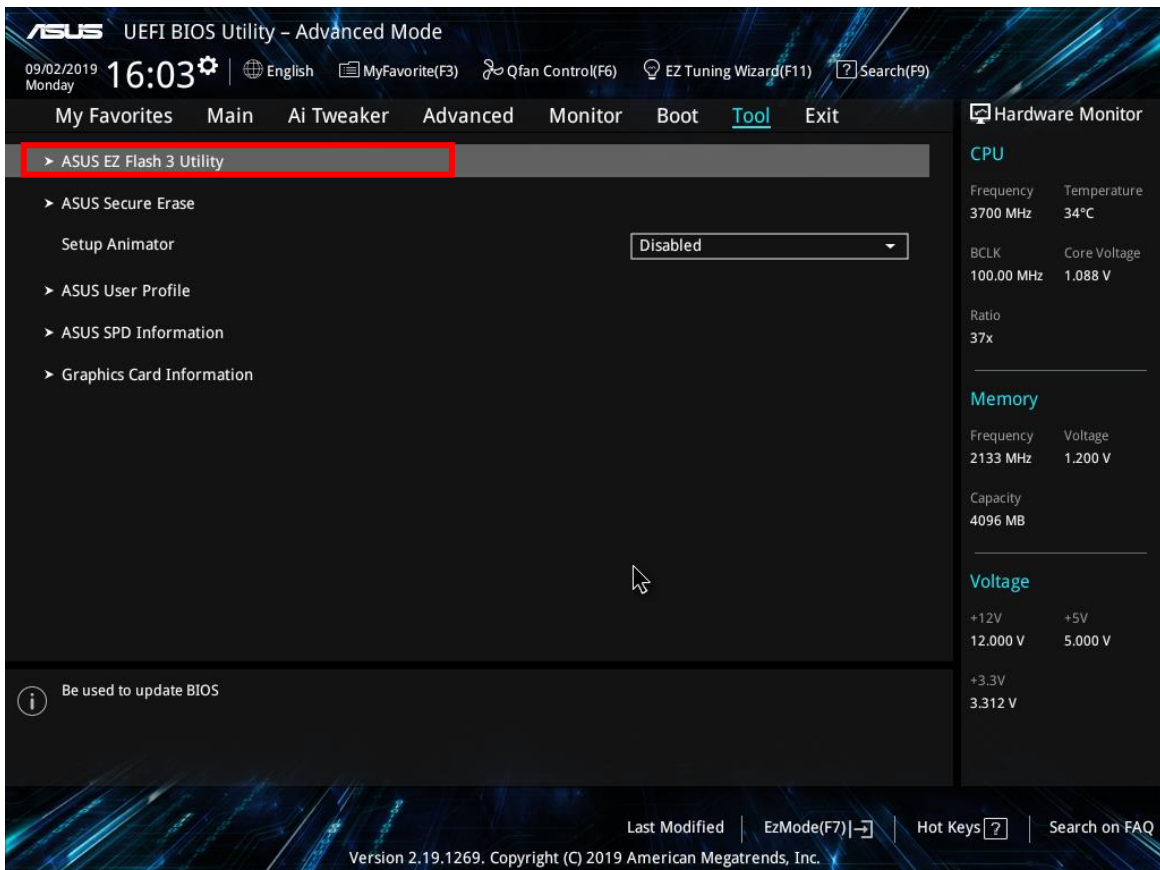 ASUS UEFI BIOS Utility – Advanced Mode
09/02/2019 Monday 16:03 English MyFavorite(F3) Qfan Control(F6) EZ Tuning Wizard(F11) ? Search(F9)
My Favorites Main Ai Tweaker Advanced Monitor Boot Tool Exit
ASUS EZ Flash 3 Utility
ASUS Secure Erase
Setup Animator Disabled
ASUS User Profile
ASUS SPD Information
Graphics Card Information
i Be used to update BIOS
Hardware Monitor
CPU
Frequency Temperature
3700 MHz 34°C
BCLK Core Voltage
100.00 MHz 1.088 V
Ratio
37x
Memory
Frequency Voltage
2133 MHz 1.200 V
Capacity
4096 MB
Voltage
+12V +5V
12.000 V 5.000 V
+3.3V
3.312 V
Last Modified EzMode(F7) Hot Keys ? Search on FAQ
Version 2.19.1269. Copyright (C) 2019 American Megatrends, Inc.